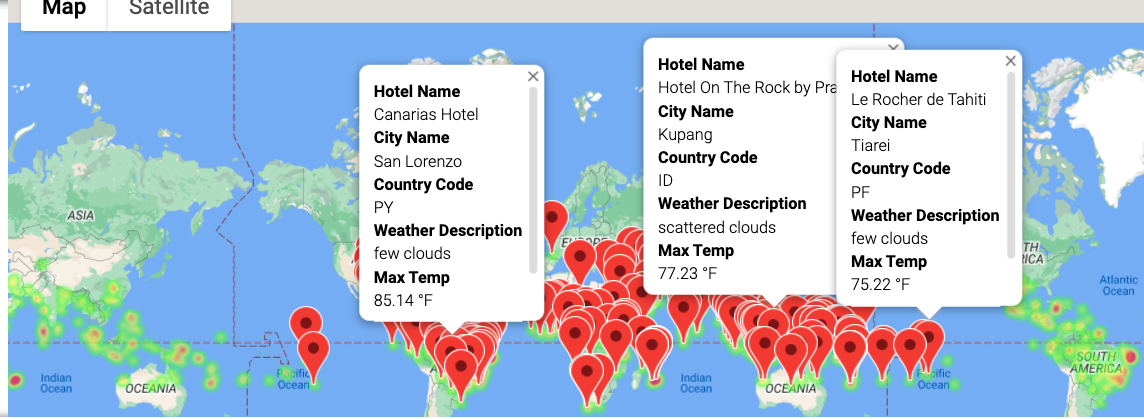 Map
Satellite
Hotel Name
Canarias Hotel
City Name
San Lorenzo
Country Code
PY
Weather Description
few clouds
Max Temp
85.14 °F
Hotel Name
Hotel On The Rock by Pra
City Name
Kupang
Country Code
ID
Weather Description
scattered clouds
Max Temp
77.23 °F
Hotel Name
Le Rocher de Tahiti
City Name
Tiarei
Country Code
PF
Weather Description
few clouds
Max Temp
75.22 °F
ASIA
Atlantic
Ocean
Indian
Ocean
OCEANIA
Pacific
Ocean
Indian
Ocean
OCEANIA
Pacific
Ocean
SOUTH
AMERICA